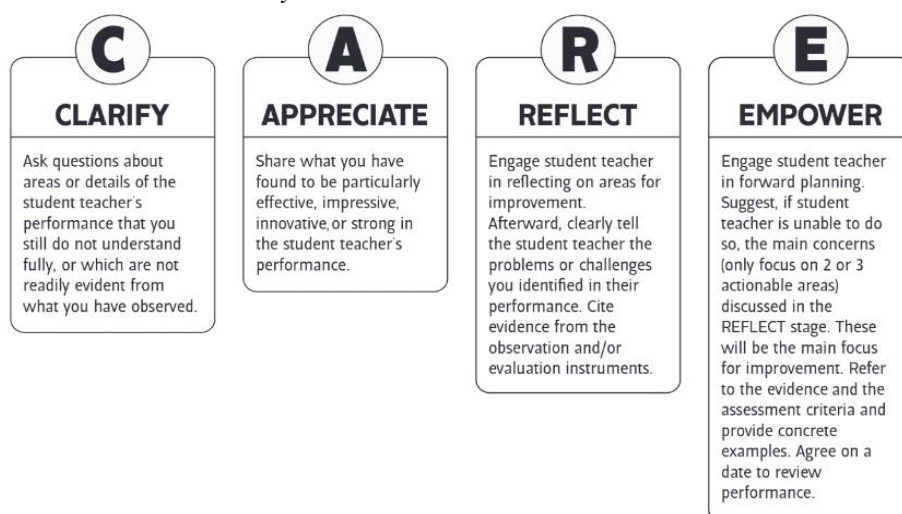 C
CLARIFY
Ask questions about
areas or details of the
student teacher's
performance that you
still do not understand
fully, or which are not
readily evident from
what you have observed.
A
APPRECIATE
Share what you have
found to be particularly
effective, impressive,
innovative, or strong in
the student teacher's
performance.
R
REFLECT
Engage student teacher
in reflecting on areas for
improvement.
Afterward, clearly tell
the student teacher the
problems or challenges
you identified in their
performance. Cite
evidence from the
observation and/or
evaluation instruments.
E
EMPOWER
Engage student teacher
in forward planning.
Suggest, if student
teacher is unable to do
so, the main concerns
(only focus on 2 or 3
actionable areas)
discussed in the
REFLECT stage. These
will be the main focus
for improvement. Refer
to the evidence and the
assessment criteria and
provide concrete
examples. Agree on a
date to review
performance.